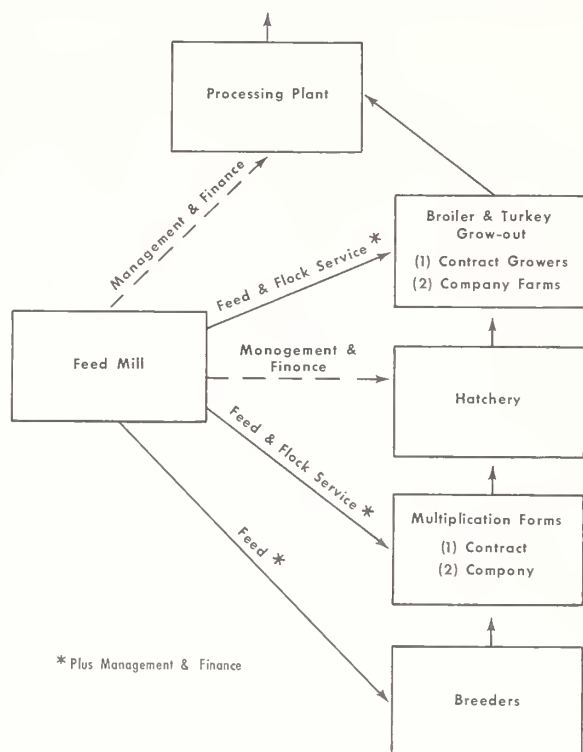 Processing Plant
Management & Finance
Broiler & Turkey
Grow-out
(1) Contract Growers
(2) Company Farms
Feed & Flock Service *
Feed Mill
Monogement &
Finonce
Hatchery
Feed & Flock Service *
Multiplication Forms
(1) Contract
(2) Company
Feed *
* Plus Management & Finance
Breeders